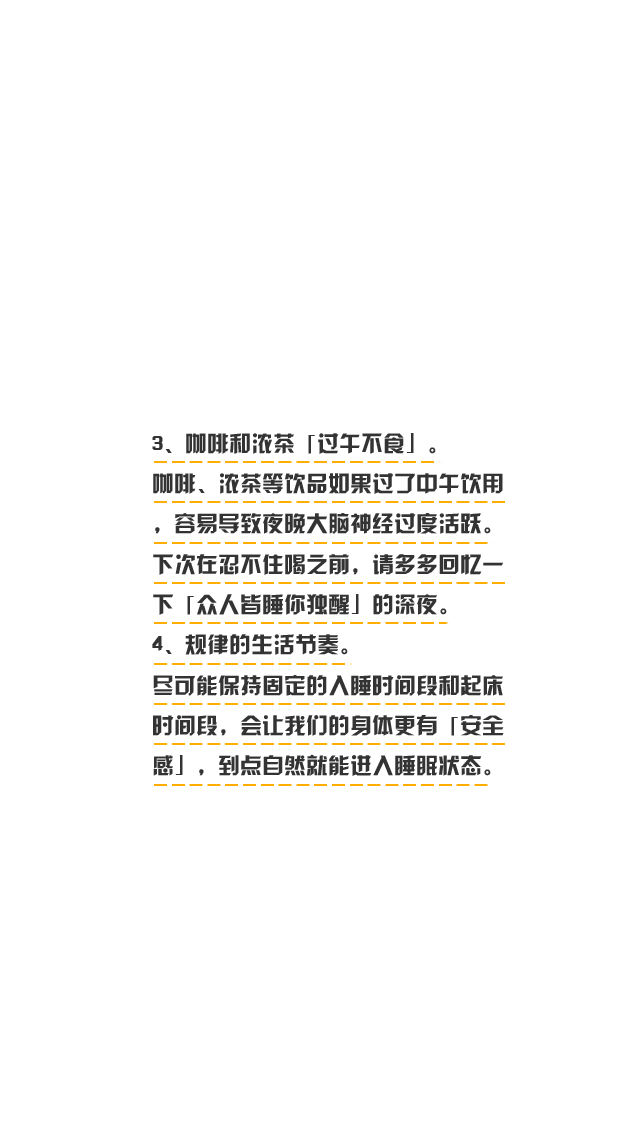 3、咖啡和浓茶「过午不食」。
咖啡、浓茶等饮品如果过了中午饮用
，容易导致夜晚大脑神经过度活跃。
下次在忍不住喝之前，请多多回忆一
下「众人皆睡你独醒」的深夜。
4、规律的生活节奏。
尽可能保持固定的入睡时间段和起床
时间段，会让我们的身体更有「安全
感」，到点自然就能进入睡眠状态。